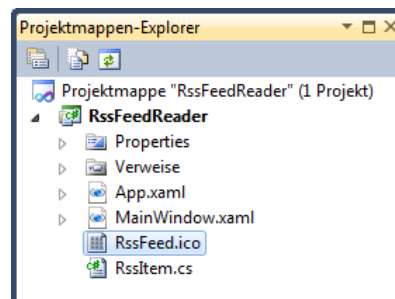 Projektmappen-Explorer
Projektmappe "RssFeedReader" (1 Projekt)
RssFeedReader
Properties
Verweise
App.xaml
MainWindow.xaml
RssFeed.ico
RssItem.cs